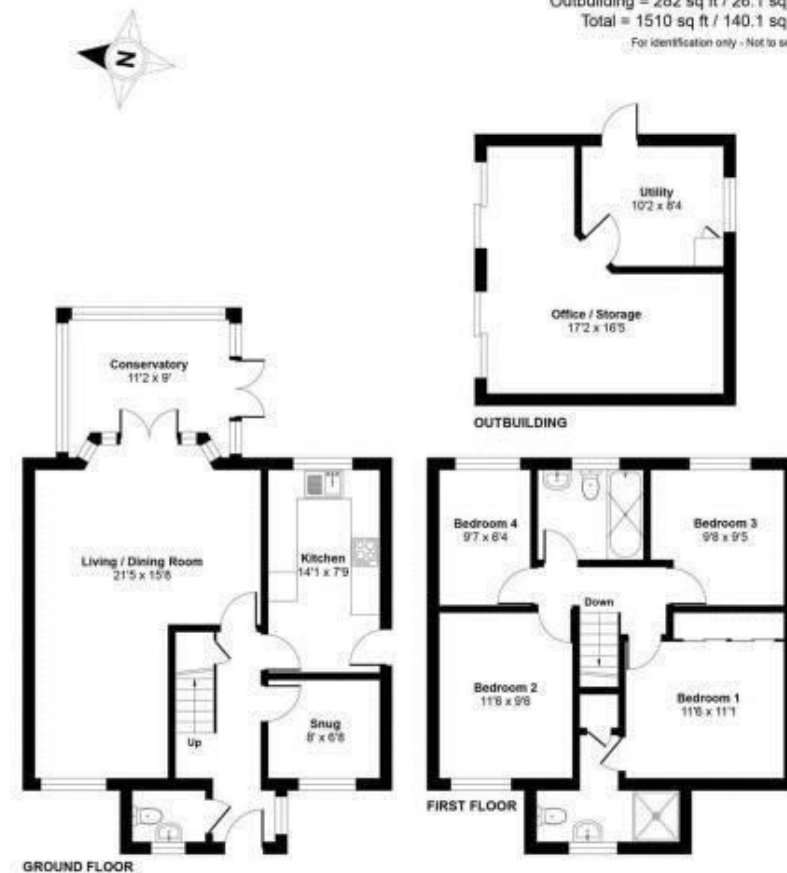 Outbuilding = 282 sq ft / 26.1 sq
Total = 1510 sq ft / 140.1 sq
For identification only - Not to sc
N
Utility
10'2 x 8'4
Office / Storage
17'2 x 16'5
OUTBUILDING
Conservatory
11'2 x 9'
Living / Dining Room
21'5 x 15'8
Kitchen
14'1 x 7'9
Snug
8' x 6'8
Up
GROUND FLOOR
Bedroom 4
9'7 x 6'4
Bedroom 3
9'8 x 9'5
Down
Bedroom 2
11'6 x 9'6
Bedroom 1
11'6 x 11'1
FIRST FLOOR